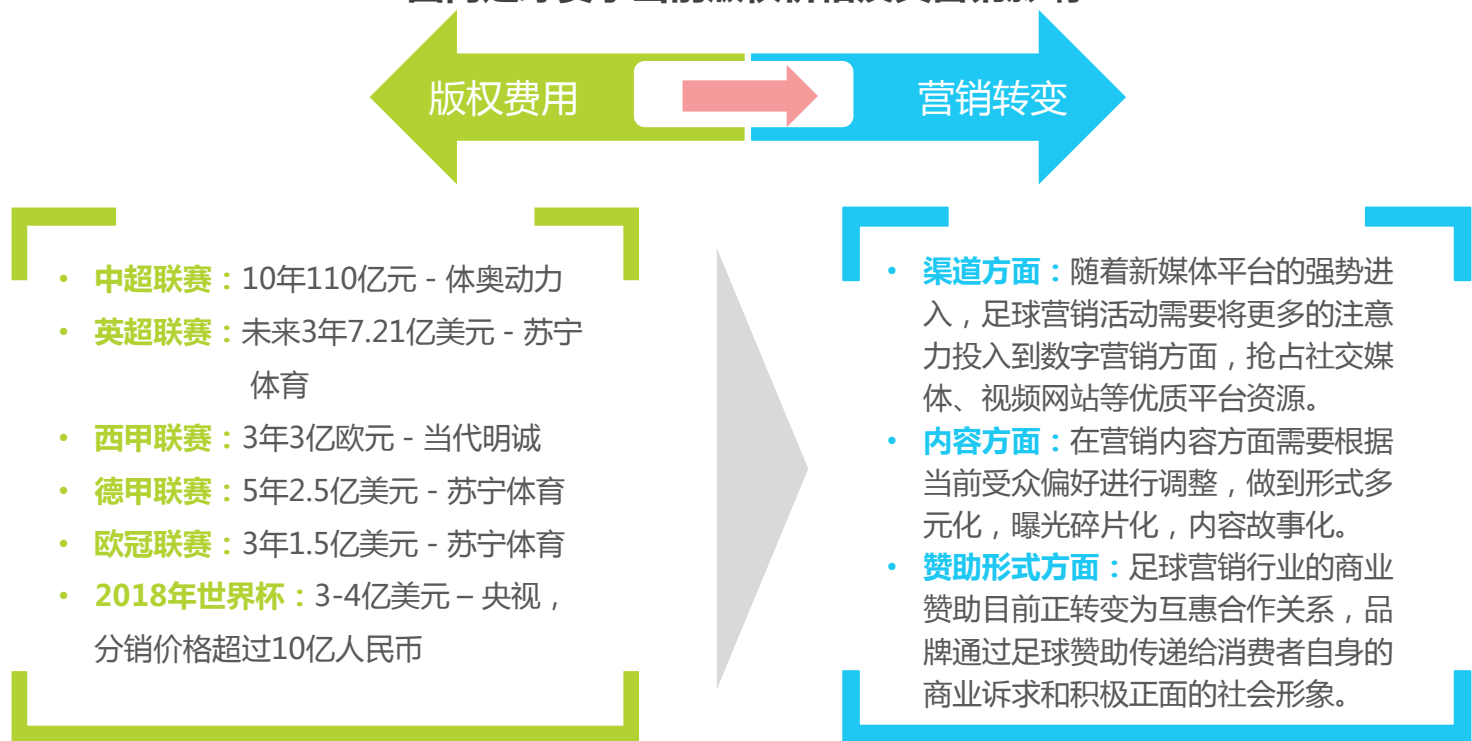 版权费用
营销转变
• 中超联赛：10年110亿元 - 体奥动力
• 英超联赛：未来3年7.21亿美元 - 苏宁
体育
• 西甲联赛：3年3亿欧元 - 当代明诚
• 德甲联赛：5年2.5亿美元 - 苏宁体育
• 欧冠联赛：3年1.5亿美元 - 苏宁体育
• 2018年世界杯：3-4亿美元 – 央视，
分销价格超过10亿人民币
• 渠道方面：随着新媒体平台的强势进
入，足球营销活动需要将更多的注意
力投入到数字营销方面，抢占社交媒
体、视频网站等优质平台资源。
• 内容方面：在营销内容方面需要根据
当前受众偏好进行调整，做到形式多
元化，曝光碎片化，内容故事化。
• 赞助形式方面：足球营销行业的商业
赞助目前正转变为互惠合作关系，品
牌通过足球赞助传递给消费者自身的
商业诉求和积极正面的社会形象。